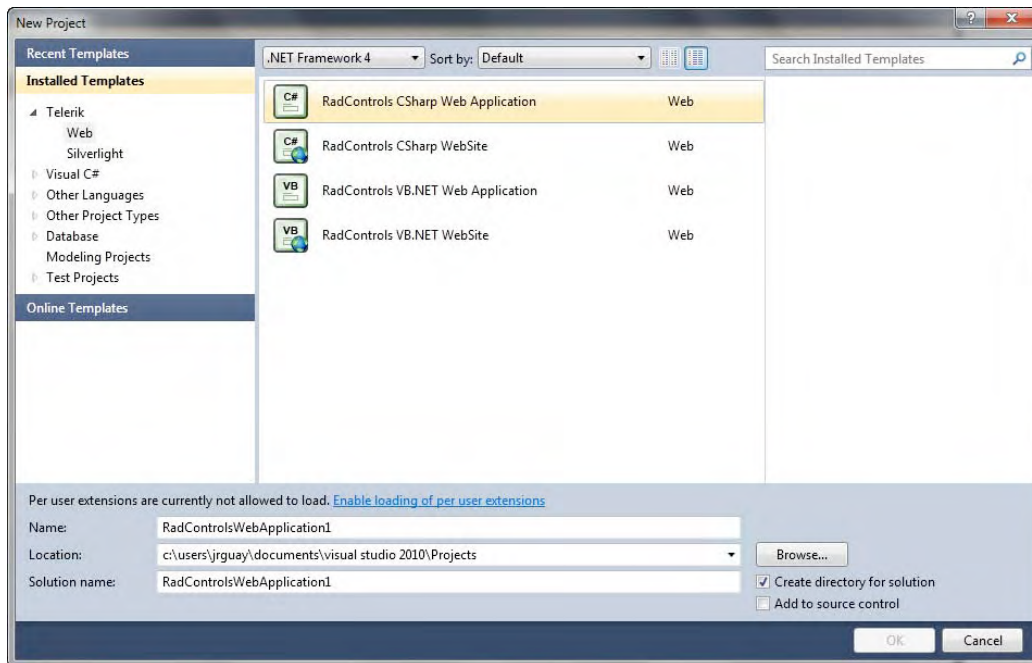 New Project
Recent Templates
Installed Templates
Telerik
Web
Silverlight
Visual C#
Other Languages
Other Project Types
Database
Modeling Projects
Test Projects
Online Templates
.NET Framework 4
Sort by: Default
Search Installed Templates
C# RadControls CSharp Web Application Web
C# RadControls CSharp WebSite Web
VB RadControls VB.NET Web Application Web
VB RadControls VB.NET WebSite Web
Per user extensions are currently not allowed to load. Enable loading of per user extensions
Name: RadControlsWebApplication1
Location: c:\users\jrguay\documents\visual studio 2010\Projects
Browse...
Solution name: RadControlsWebApplication1
Create directory for solution
Add to source control
OK Cancel